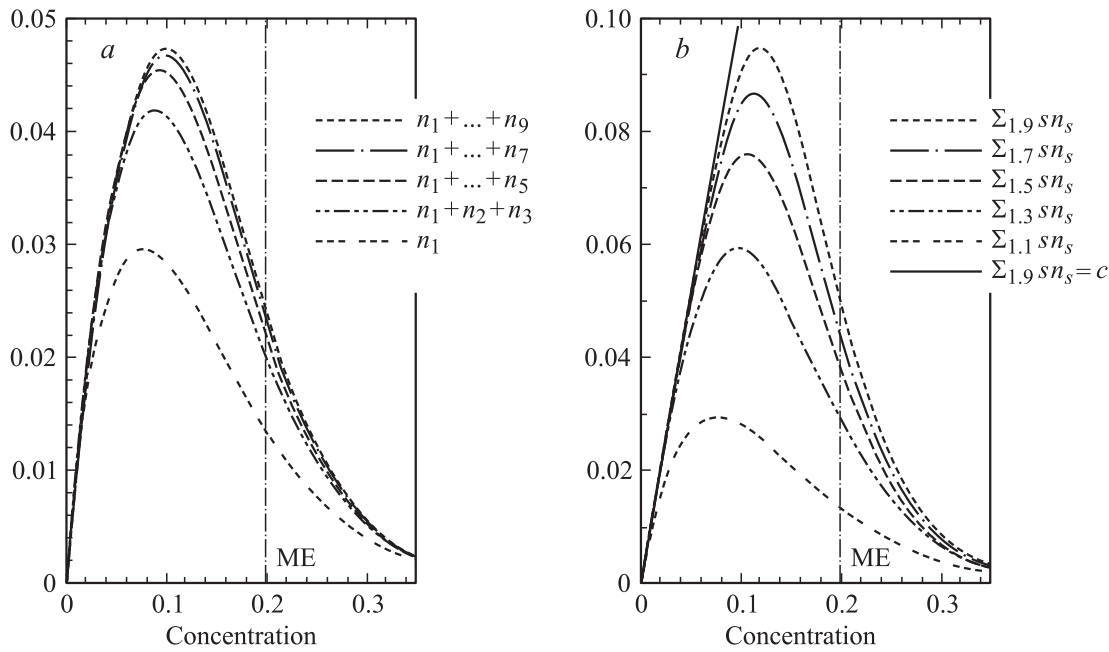 0.05
a
0.04
0.03
0.02
0.01
0
0
0.1
0.2
0.3
Concentration
ME
n1+...+n9
n1+...+n7
n1+...+n5
n1+n2+n3
n1
0.10
b
0.08
0.06
0.04
0.02
0
0
0.1
0.2
0.3
Concentration
ME
Σ1.9 sns
Σ1.7 sns
Σ1.5 sns
Σ1.3 sns
Σ1.1 sns
Σ1.9 sns=c